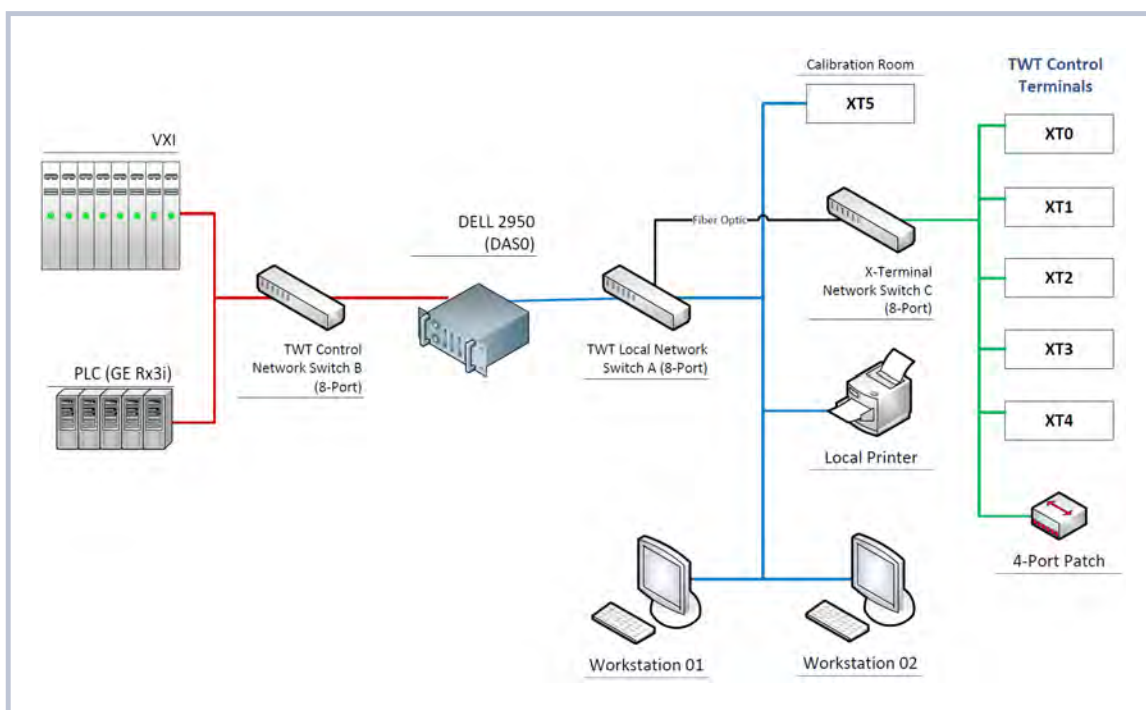 Calibration Room
XT5
TWT Control
Terminals
XT0
XT1
XT2
XT3
XT4
4-Port Patch
VXI
PLC (GE Rx3i)
TWT Control
Network Switch B
(8-Port)
DELL 2950
(DAS0)
TWT Local Network
Switch A (8-Port)
Fiber Optic
X-Terminal
Network Switch C
(8-Port)
Local Printer
Workstation 01
Workstation 02